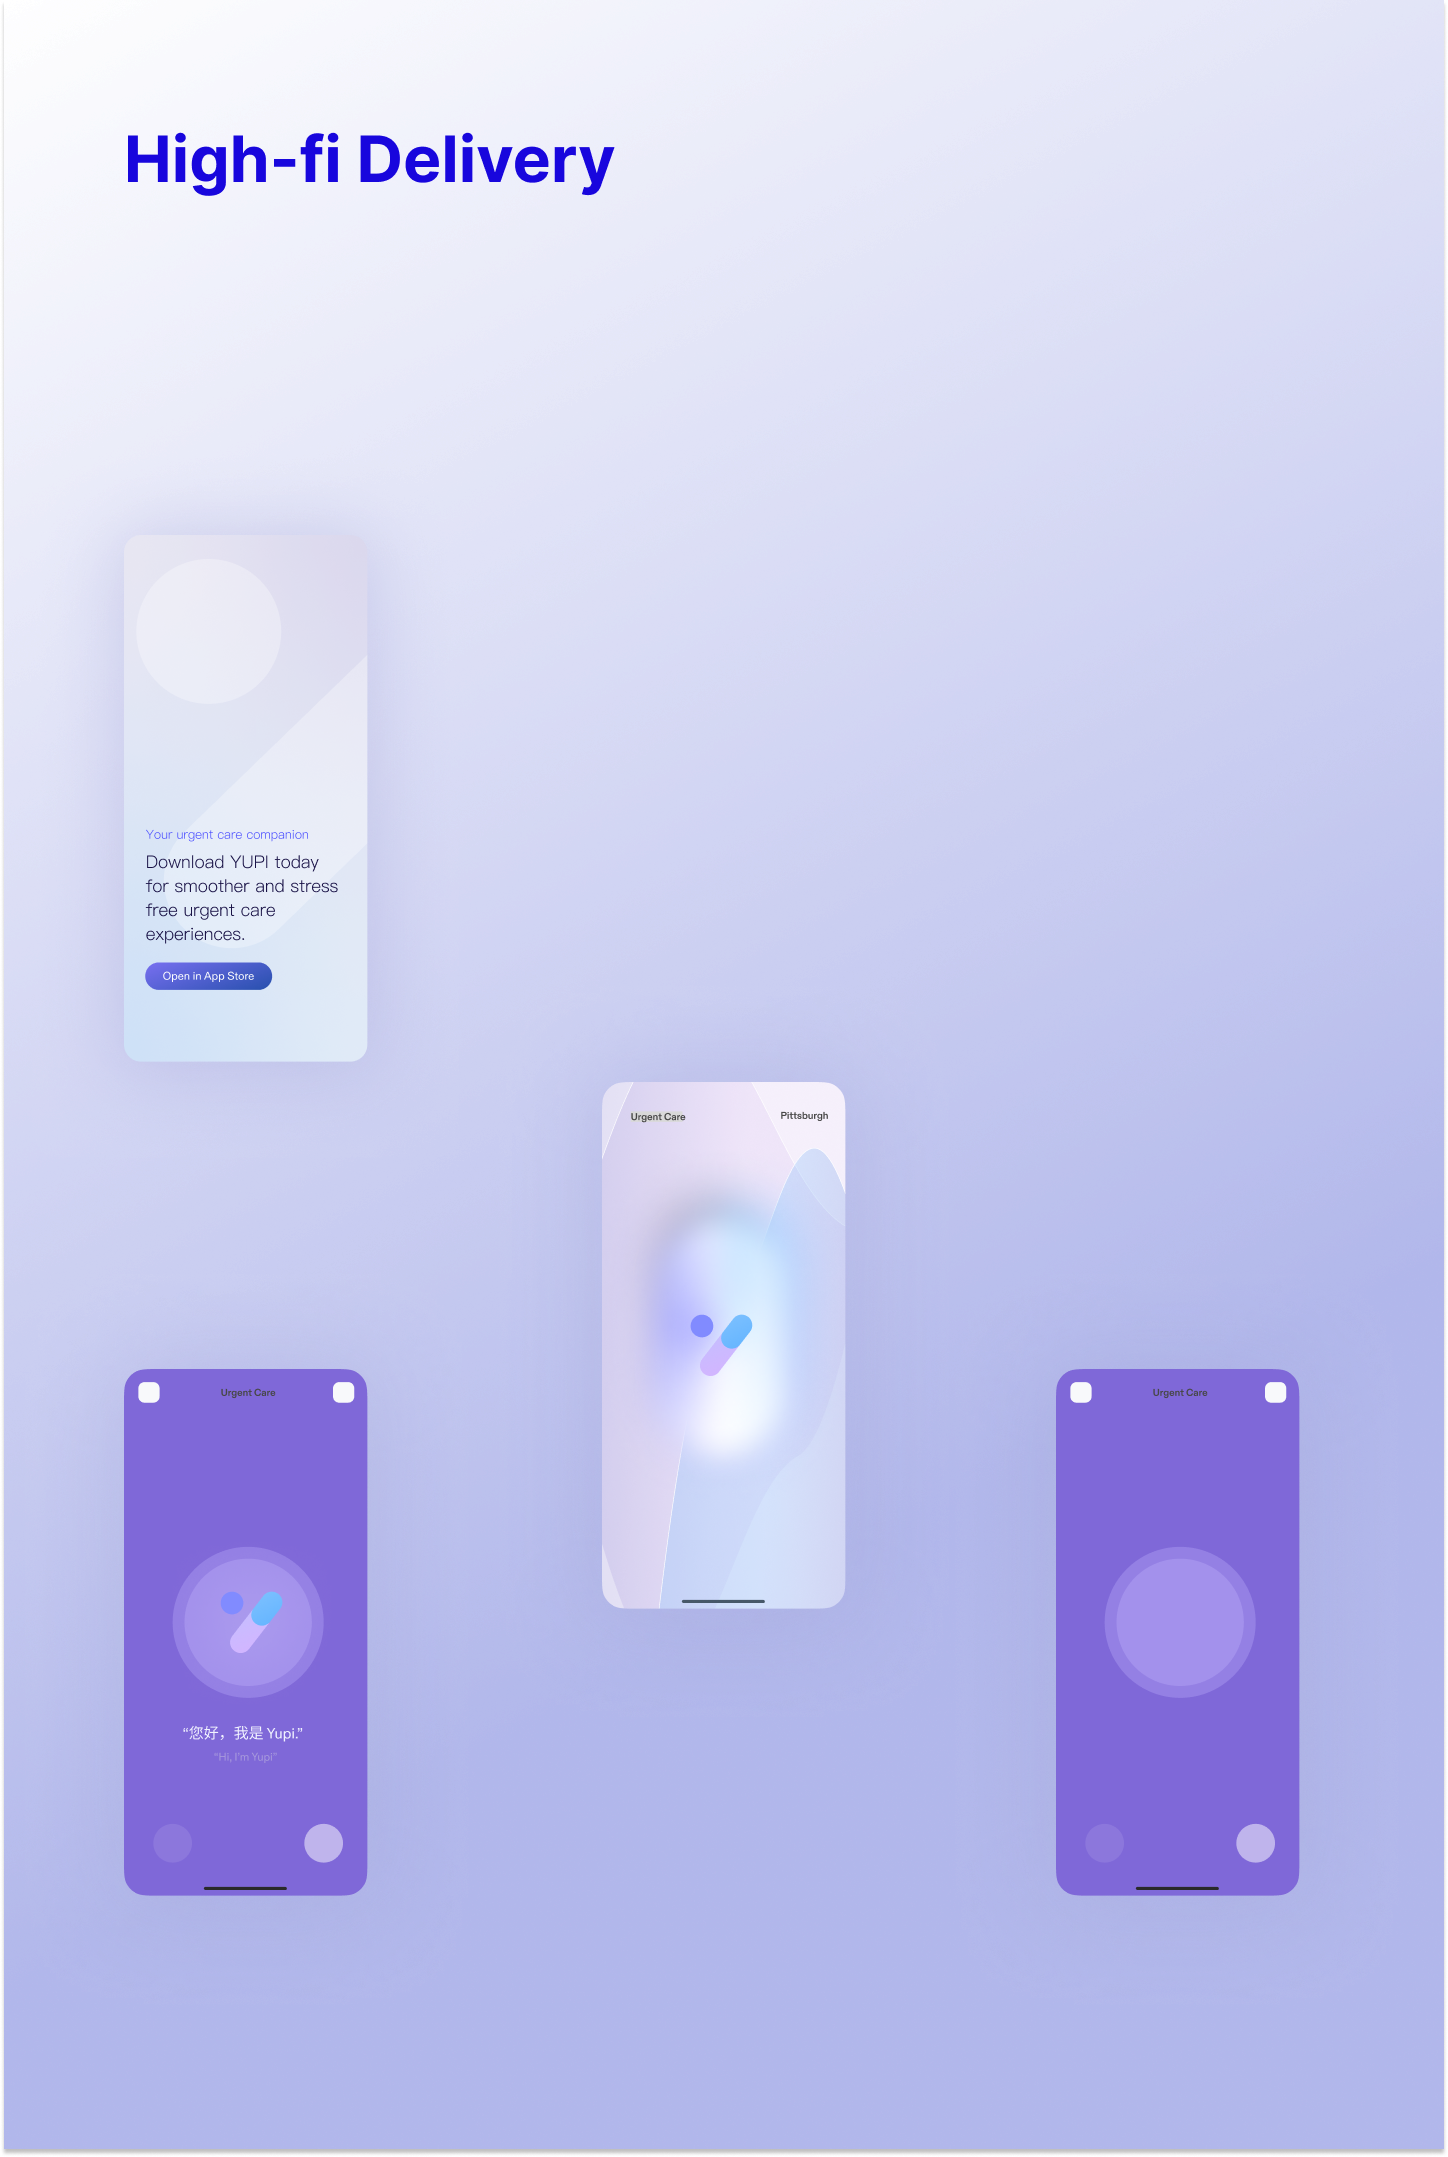 High-fi Delivery
Your urgent care companion
Download YUPI today
for smoother and stress
free urgent care
experiences.
Open in App Store
Urgent Care
Pittsburgh
Urgent Care
“您好，我是 Yupi.”
“Hi, I'm Yupi”
Urgent Care